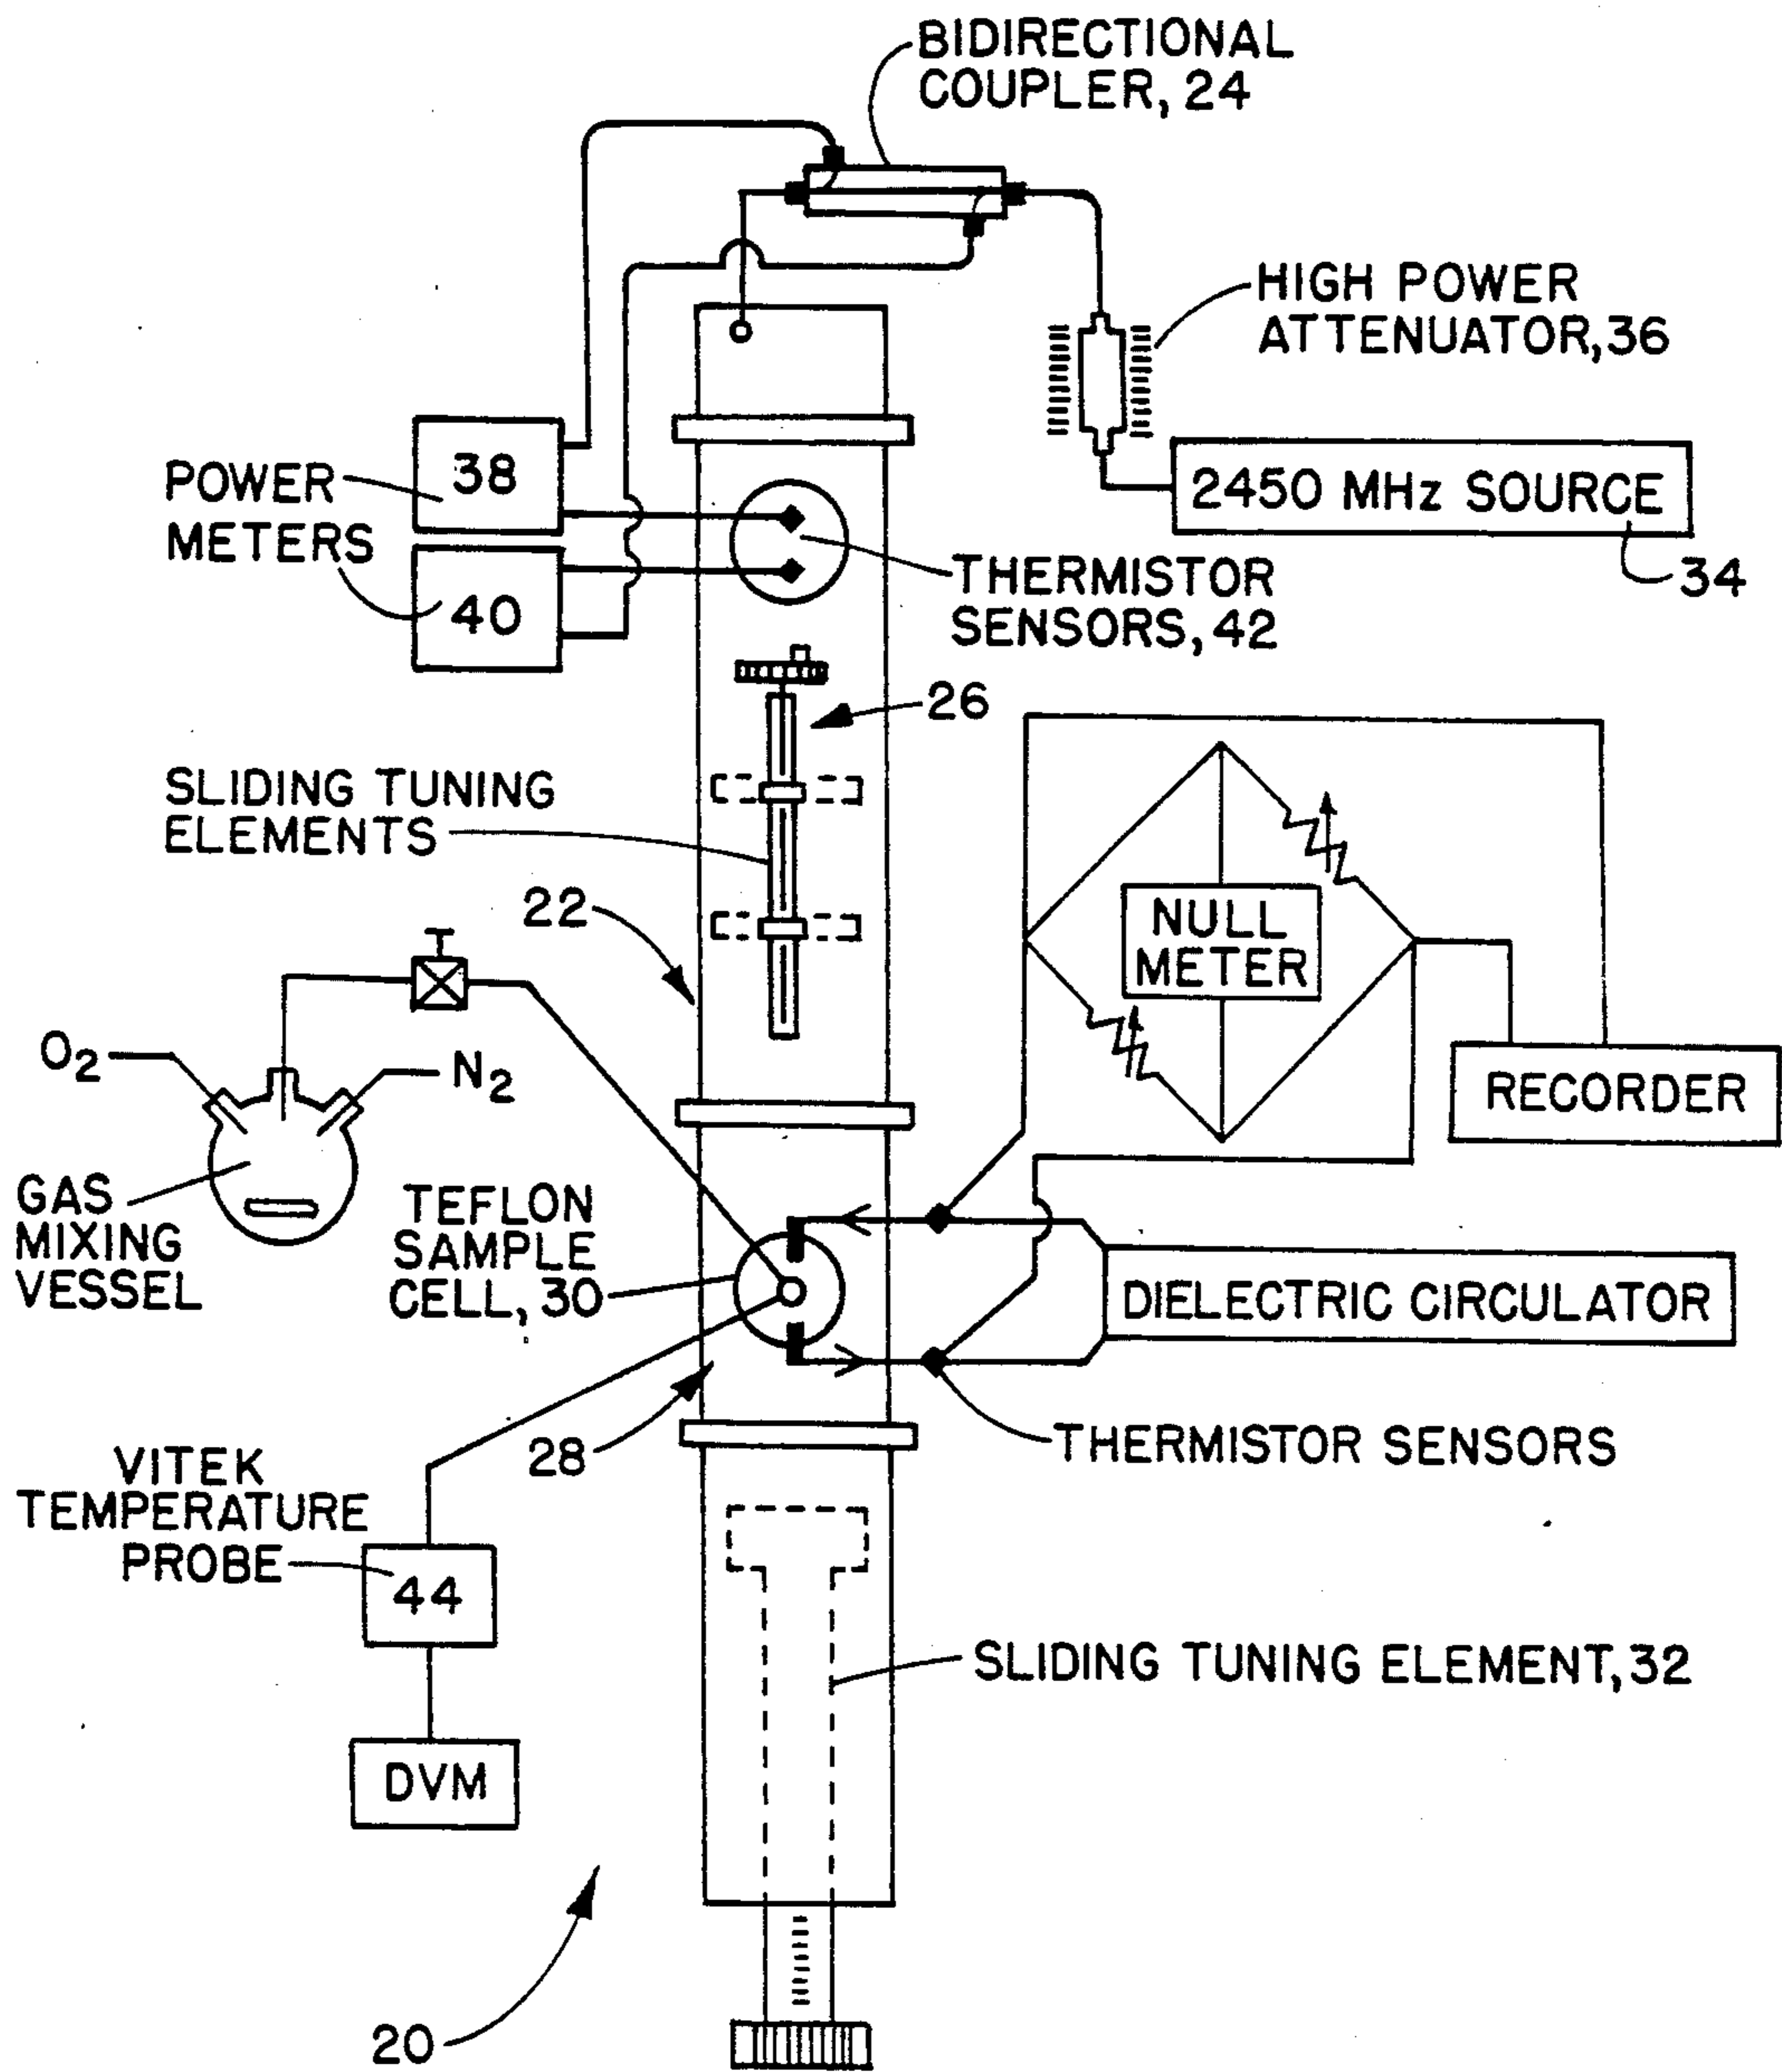 BIDIRECTIONAL
COUPLER, 24
HIGH POWER
ATTENUATOR, 36
2450 MHz SOURCE
34
POWER
METERS
38
40
THERMISTOR
SENSORS, 42
26
SLIDING TUNING
ELEMENTS
22
NULL
METER
RECORDER
O2
N2
GAS
MIXING
VESSEL
TEFLON
SAMPLE
CELL, 30
DIELECTRIC CIRCULATOR
28
THERMISTOR SENSORS
VITEK
TEMPERATURE
PROBE
44
DVM
SLIDING TUNING ELEMENT, 32
20